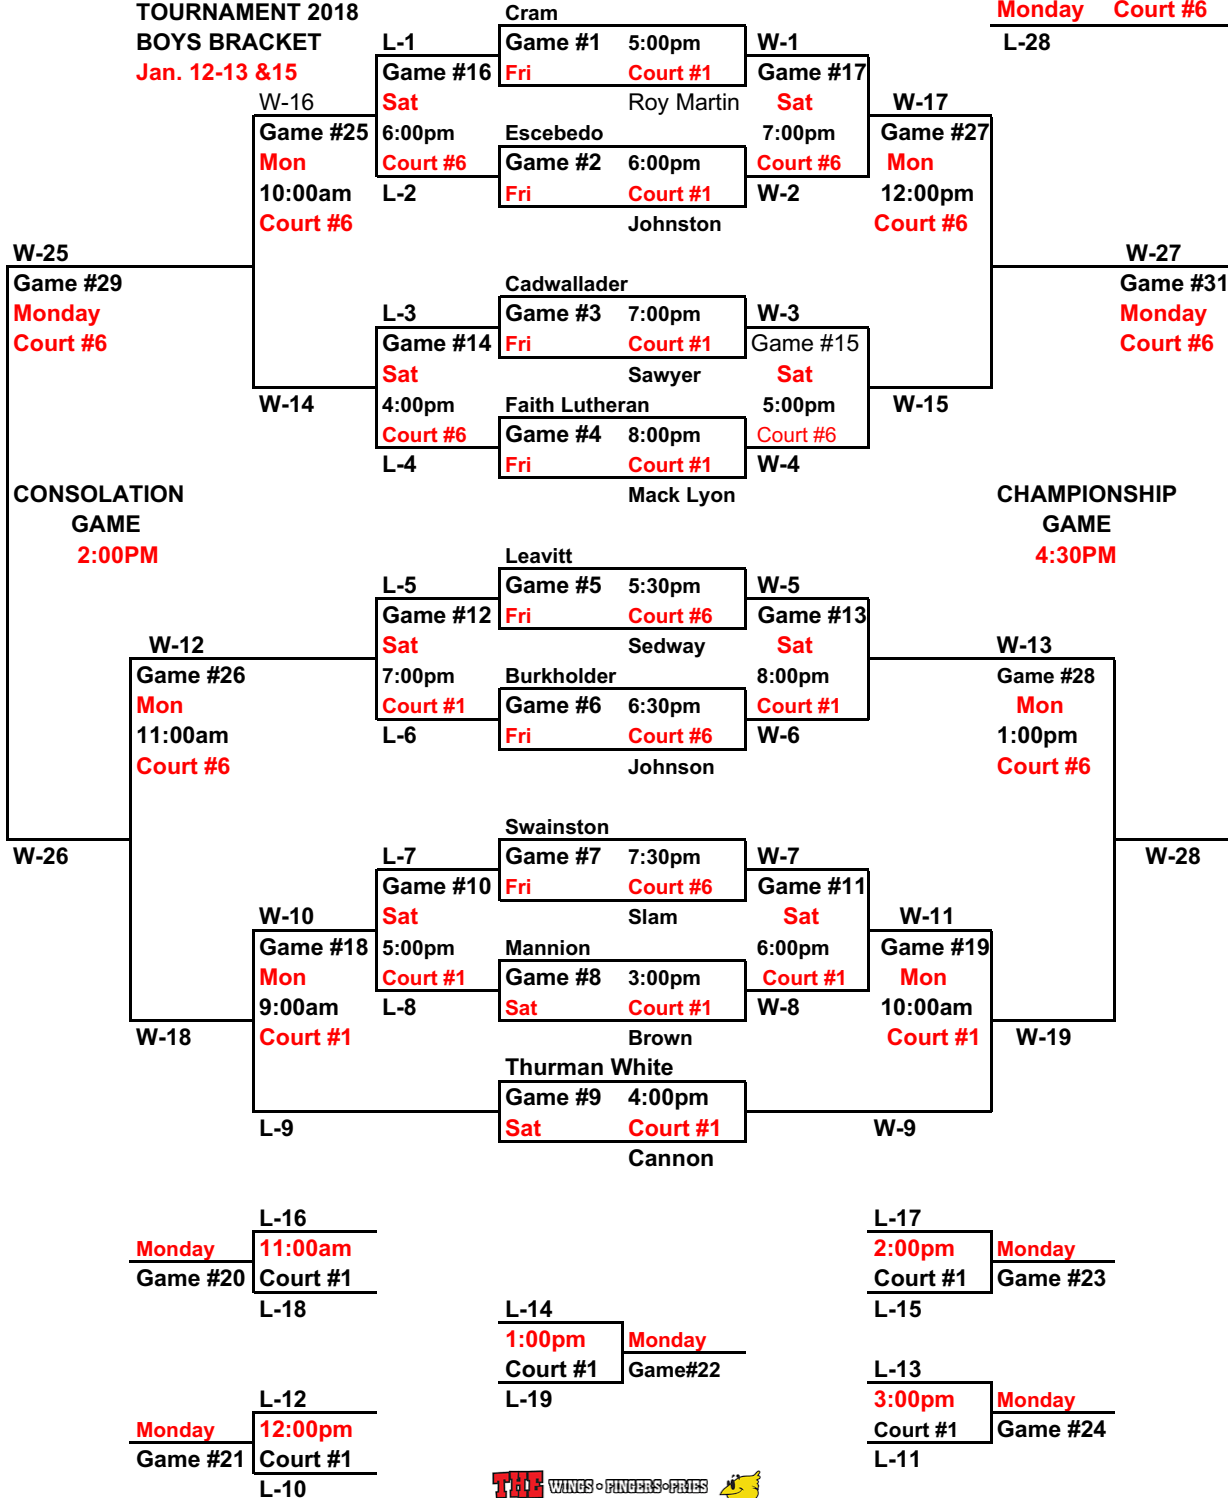 TOURNAMENT 2018
BOYS BRACKET
Jan. 12-13 &15
Monday Court #6
L-28
Cram
L-1
Game #1 5:00pm
W-1
Game #16
Fri Court #1
Game #17
W-16
Sat
Roy Martin
Sat
W-17
Game #25
6:00pm
Escebedo
7:00pm
Game #27
Mon
Court #6
Game #2 6:00pm
Court #6
Mon
10:00am
L-2
Fri Court #1
W-2
12:00pm
Court #6
Johnston
Court #6
W-25
W-27
Game #29
Cadwallader
Game #31
Monday
L-3
Game #3 7:00pm
W-3
Monday
Court #6
Game #14
Fri Court #1
Game #15
Court #6
Sat
Sawyer
Sat
W-14
4:00pm
Faith Lutheran
5:00pm
W-15
Court #6
Game #4 8:00pm
Court #6
L-4
Fri Court #1
W-4
CONSOLATION
Mack Lyon
CHAMPIONSHIP
GAME
GAME
2:00PM
Leavitt
4:30PM
L-5
Game #5 5:30pm
W-5
Game #12
Fri Court #6
Game #13
W-12
Sat
Sedway
Sat
W-13
Game #26
7:00pm
Burkholder
8:00pm
Game #28
Mon
Court #1
Game #6 6:30pm
Court #1
Mon
11:00am
L-6
Fri Court #6
W-6
1:00pm
Court #6
Johnson
Court #6
Swainston
W-26
L-7
Game #7 7:30pm
W-7
W-28
Game #10
Fri Court #6
Game #11
W-10
Sat
Slam
Sat
W-11
Game #18
5:00pm
Mannion
6:00pm
Game #19
Mon
Court #1
Game #8 3:00pm
Court #1
Mon
9:00am
L-8
Sat Court #1
W-8
10:00am
W-18
Court #1
Brown
Court #1
W-19
Thurman White
Game #9 4:00pm
L-9
Sat Court #1
W-9
Cannon
L-16
L-17
Monday 11:00am
2:00pm Monday
Game #20 Court #1
Court #1 Game #23
L-18
L-14
L-15
1:00pm Monday
Court #1 Game#22
L-13
L-12
L-19
3:00pm Monday
Monday 12:00pm
Court #1 Game #24
Game #21 Court #1
L-11
L-10
THE WINGS • FINGERS • FRIES